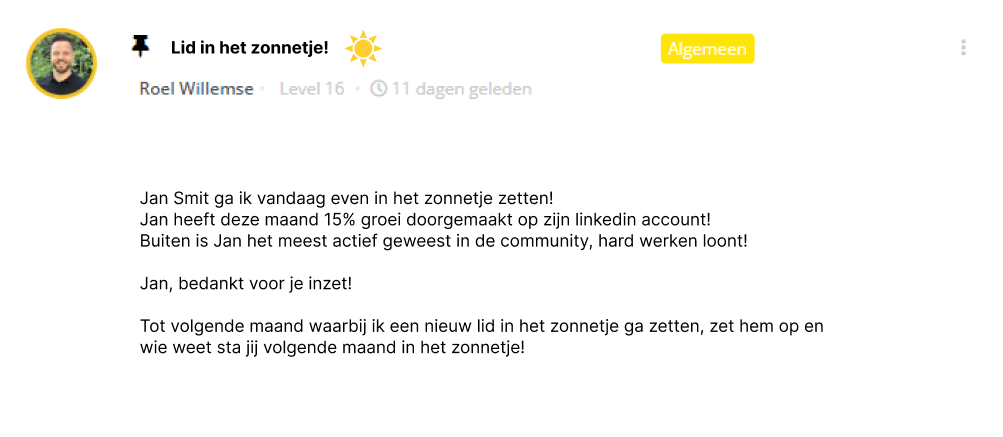 Lid in het zonnetje!
Algemeen
Roel Willemse • Level 16 • 11 dagen geleden
Jan Smit ga ik vandaag even in het zonnetje zetten!
Jan heeft deze maand 15% groei doorgemaakt op zijn linkedin account!
Buiten is Jan het meest actief geweest in de community, hard werken loont!
Jan, bedankt voor je inzet!
Tot volgende maand waarbij ik een nieuw lid in het zonnetje ga zetten, zet hem op en
wie weet sta jij volgende maand in het zonnetje!